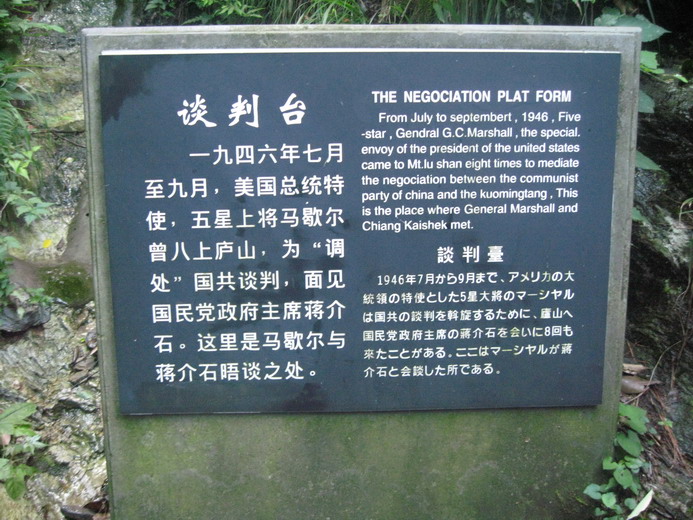 谈判台
一九四六年七月
至九月，美国总统特
使，五星上将马歇尔
曾八上庐山，为“调
处”国共谈判，面见
国民党政府主席蒋介
石。这里是马歇尔与
蒋介石晤谈之处。
THE NEGOCIATION PLAT FORM
From July to septembert , 1946 , Five
-star , Gendral G.C.Marshall , the special.
envoy of the president of the united states
came to Mt.lu shan eight times to mediate
the negociation between the communist
party of china and the kuomingtang , This
is the place where General Marshall and
Chiang Kaishek met.
談判臺
1946年7月から9月まで、アメリカの大
統領の特使とした5星大將のマーシヤル
は国共の談判を斡旋するために、廬山へ
国民党政府主席の蔣介石を会いに8回も
來たことがある。ここはマーシヤルが蔣
介石と会談した所である。